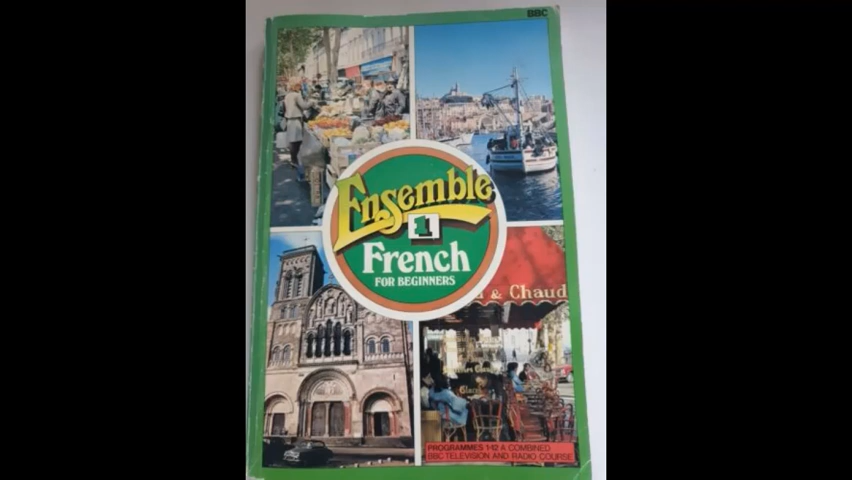 BBC
Ensemble
1
French
FOR BEGINNERS
& Chaud
PROGRAMMES 1-12 A COMBINED
BBC TELEVISION AND RADIO COURSE